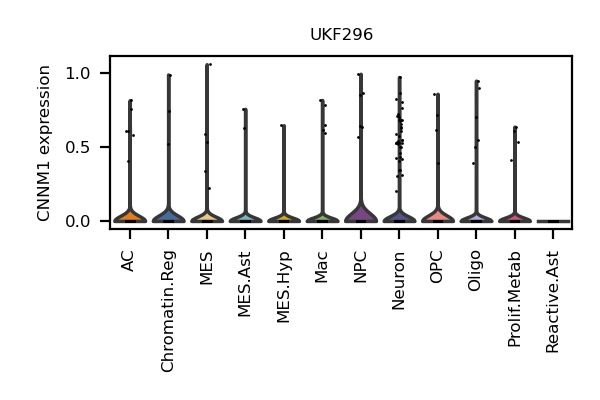 UKF296
CNNM1 expression
1.0
0.5
0.0
AC
Chromatin.Reg
MES
MES.Ast
MES.Hyp
Mac
NPC
Neuron
OPC
Oligo
Prolif.Metab
Reactive.Ast